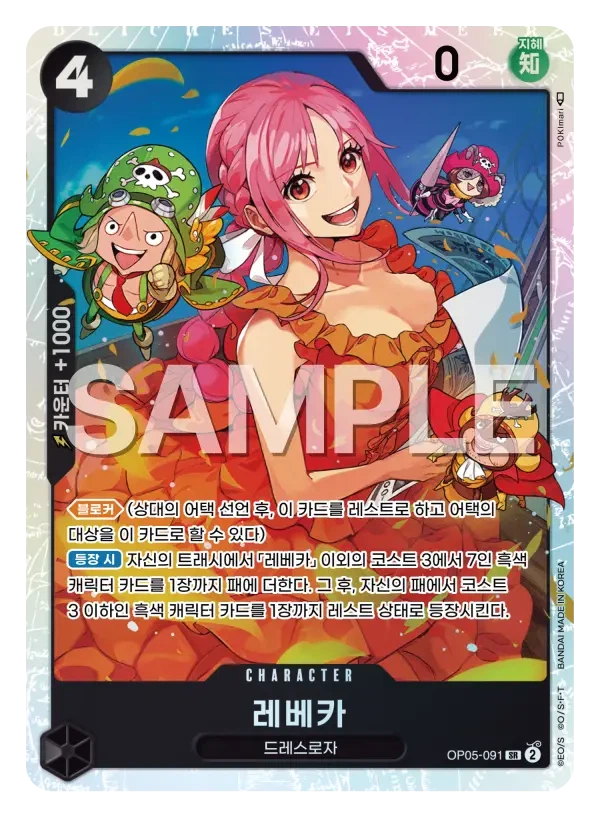 4
0
지혜
知
P0Kimari
카운터 +1000
SAMPLE
블로커 (상대의 어택 선언 후, 이 카드를 레스트로 하고 어택의
대상을 이 카드로 할 수 있다)
등장 시 자신의 트래시에서 「레베카」 이외의 코스트 3에서 7인 흑색
캐릭터 카드를 1장까지 패에 더한다. 그 후, 자신의 패에서 코스트
3 이하인 흑색 캐릭터 카드를 1장까지 레스트 상태로 등장시킨다.
CHARACTER
레베카
드레스로자
OP05-091 SR 2
©EO/S ©O/S·F·T BANDAI MADE IN KOREA